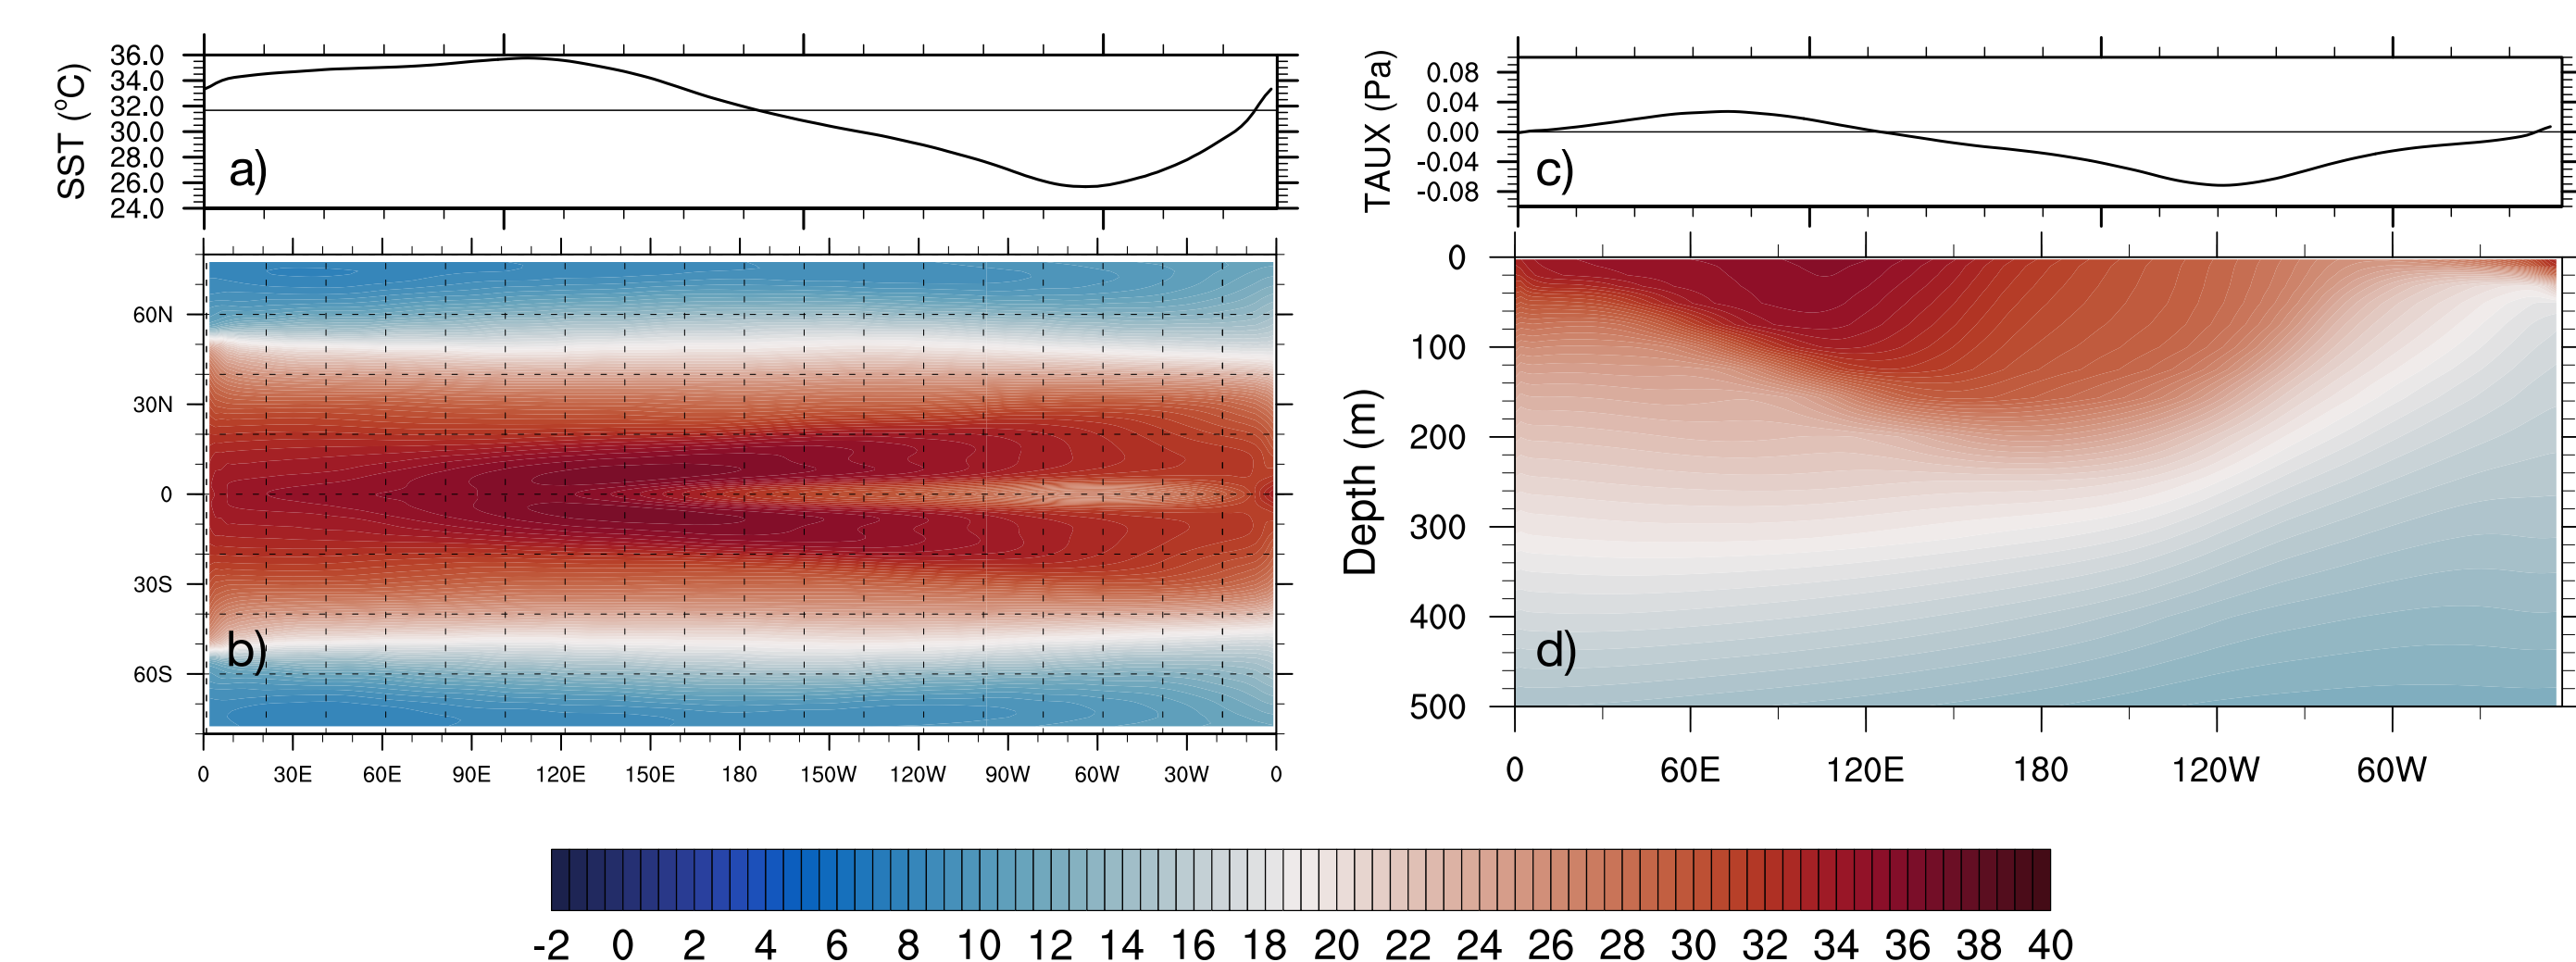 SST (°C)
36.0
34.0
32.0
30.0
28.0
26.0
24.0
a)
60N
30N
0
30S
60S
b)
0 30E 60E 90E 120E 150E 180 150W 120W 90W 60W 30W 0
TAUX (Pa)
0.08
0.04
0.00
-0.04
-0.08
c)
Depth (m)
0
100
200
300
400
500
d)
0 60E 120E 180 120W 60W
-2 0 2 4 6 8 10 12 14 16 18 20 22 24 26 28 30 32 34 36 38 40